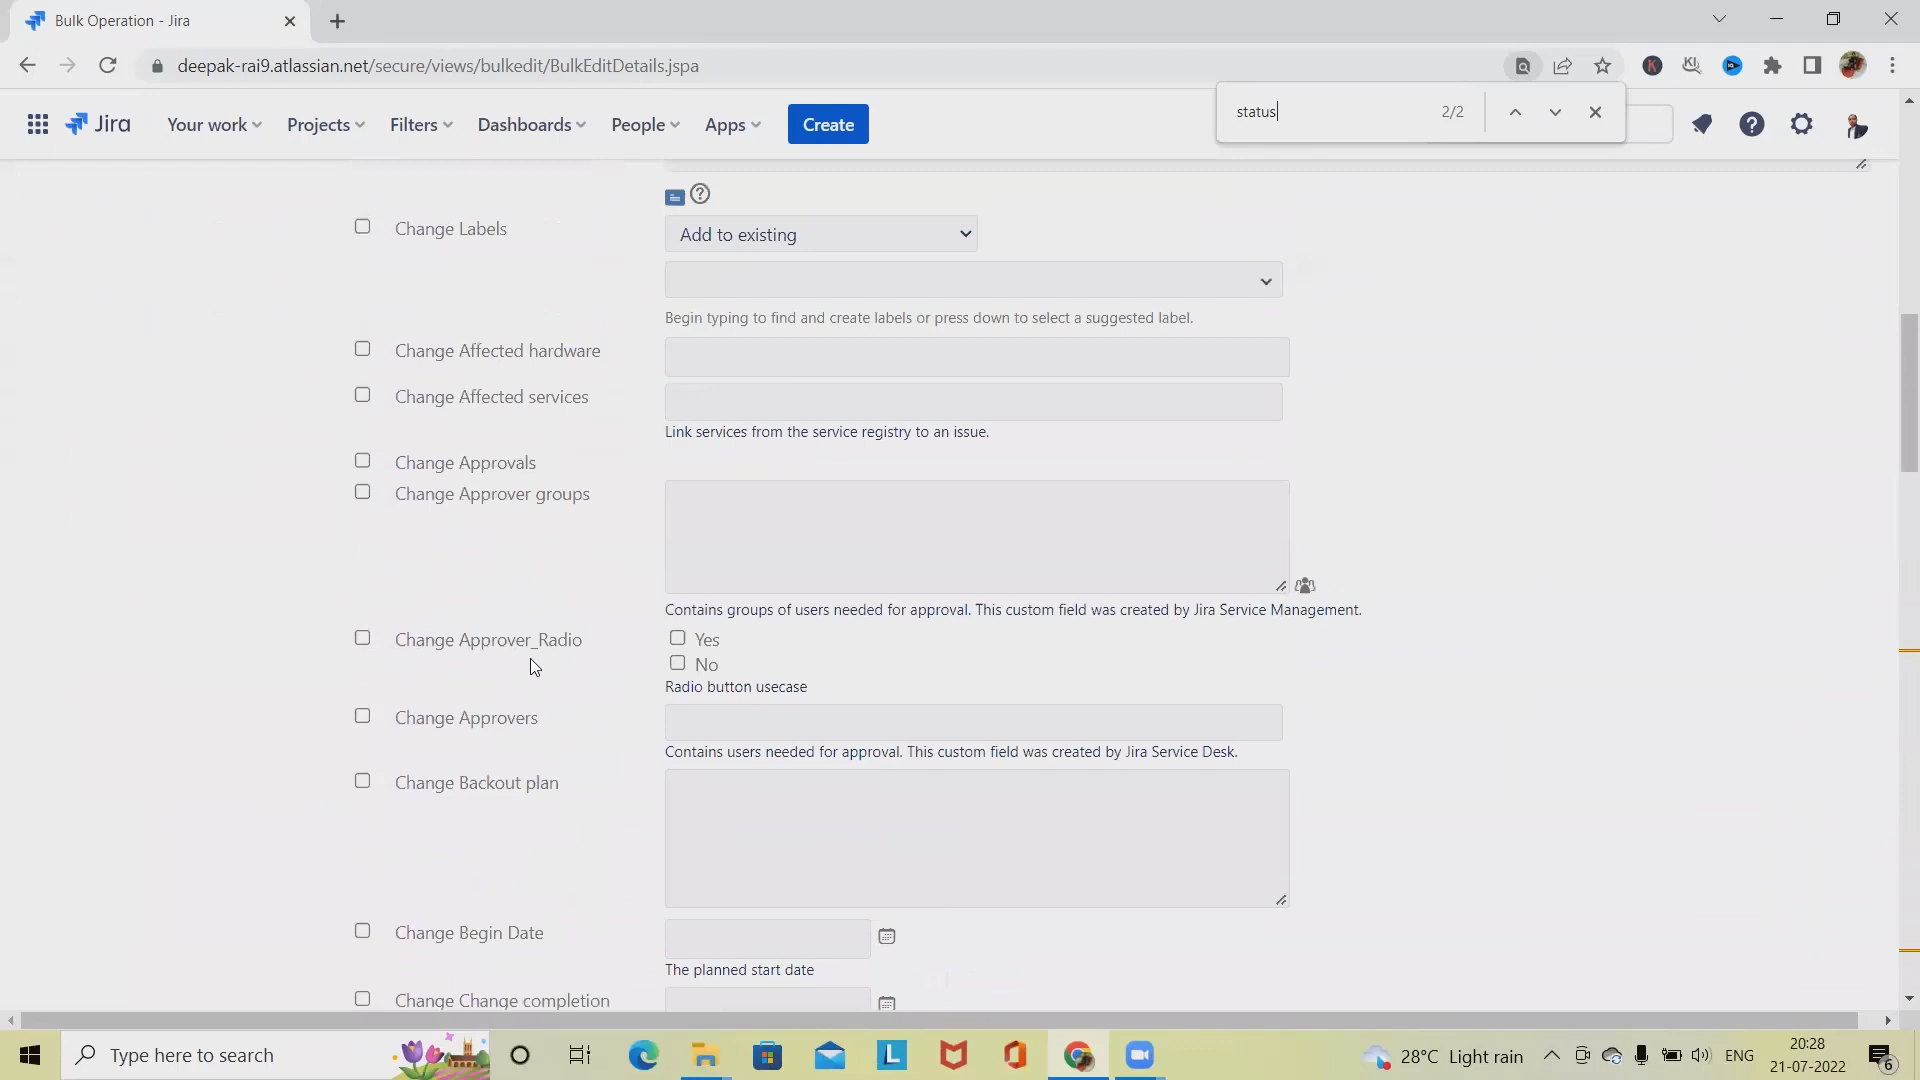 Bulk Operation - Jira
deepak-rai9.atlassian.net/secure/views/bulkedit/BulkEditDetails.jspa
status 2/2
Jira Your work Projects Filters Dashboards People Apps Create
Change Labels Add to existing
Begin typing to find and create labels or press down to select a suggested label.
Change Affected hardware
Change Affected services
Link services from the service registry to an issue.
Change Approvals
Change Approver groups
Contains groups of users needed for approval. This custom field was created by Jira Service Management.
Change Approver_Radio Yes
No
Radio button usecase
Change Approvers
Contains users needed for approval. This custom field was created by Jira Service Desk.
Change Backout plan
Change Begin Date
The planned start date
Change Change completion
Type here to search
28°C Light rain
ENG
20:28
21-07-2022
6